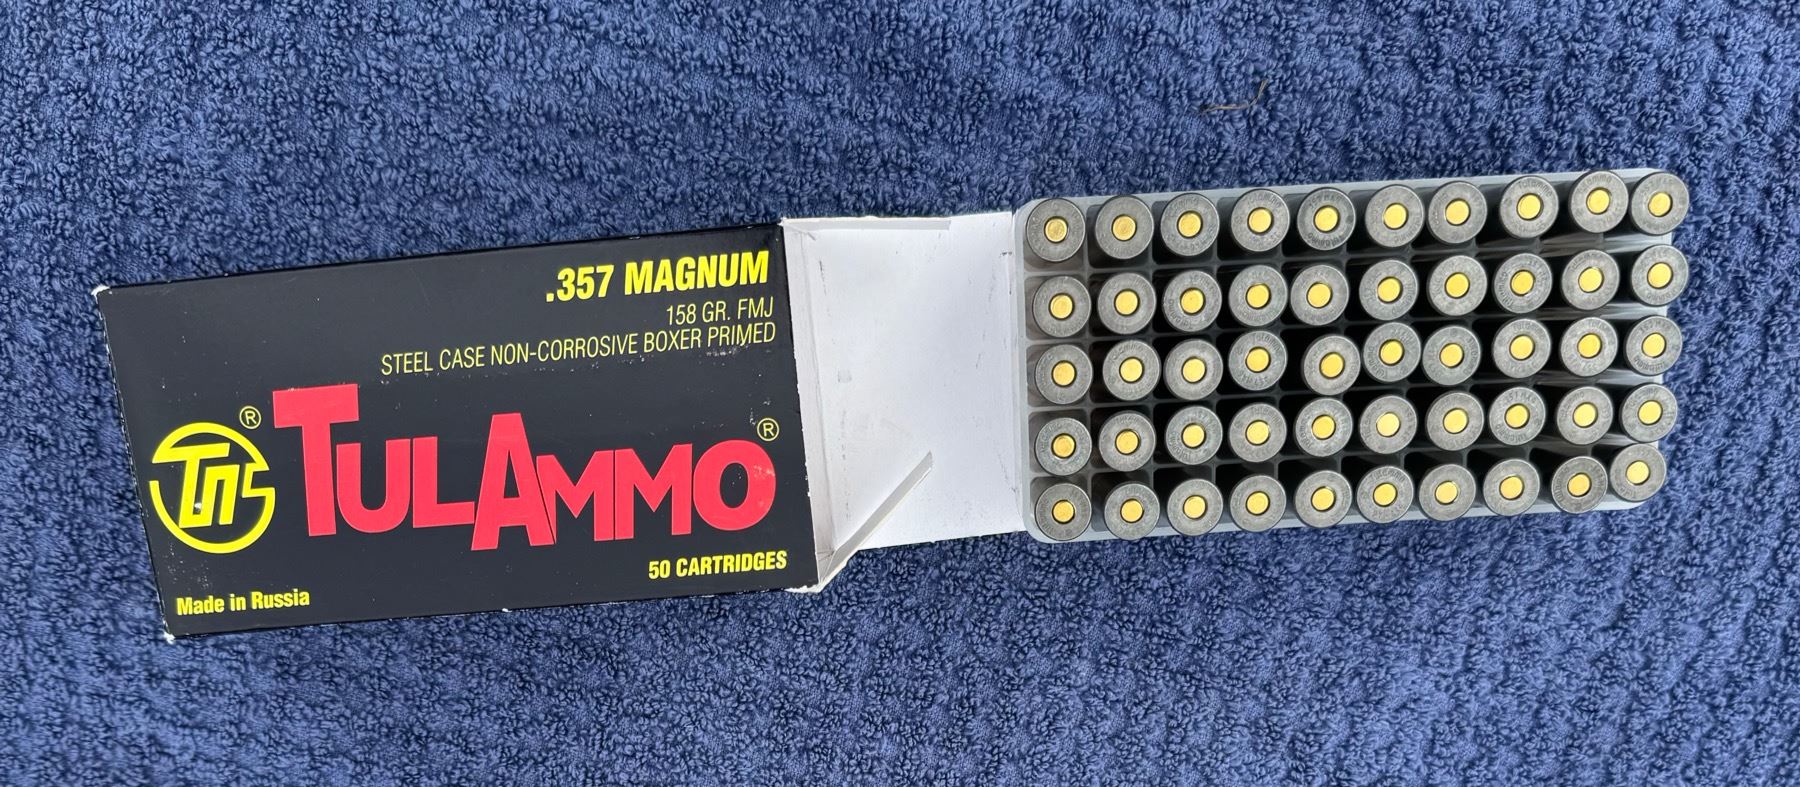 .357 MAGNUM
158 GR. FMJ
STEEL CASE NON-CORROSIVE BOXER PRIMED
TULAMMO®
®
50 CARTRIDGES
Made in Russia